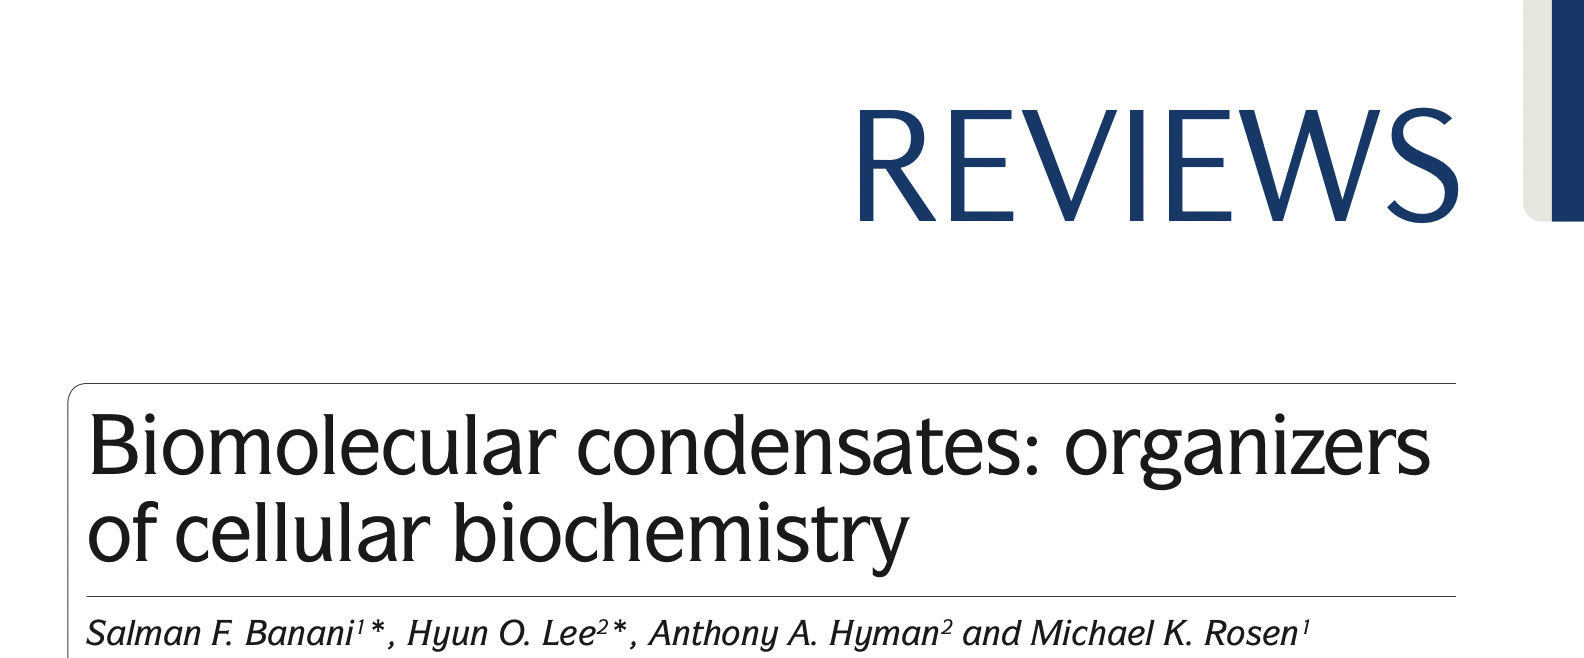 REVIEWS
Biomolecular condensates: organizers
of cellular biochemistry
Salman F. Banani¹*, Hyun O. Lee²*, Anthony A. Hyman² and Michael K. Rosen¹